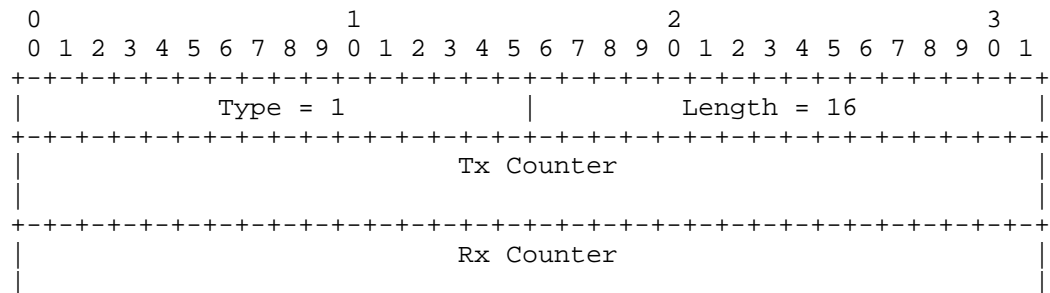 0                   1                   2                   3
0 1 2 3 4 5 6 7 8 9 0 1 2 3 4 5 6 7 8 9 0 1 2 3 4 5 6 7 8 9 0 1
+-+-+-+-+-+-+-+-+-+-+-+-+-+-+-+-+-+-+-+-+-+-+-+-+-+-+-+-+-+-+-+-+
|            Type = 1           |         Length = 16           |
+-+-+-+-+-+-+-+-+-+-+-+-+-+-+-+-+-+-+-+-+-+-+-+-+-+-+-+-+-+-+-+-+
|                           Tx Counter                          |
|                                                               |
+-+-+-+-+-+-+-+-+-+-+-+-+-+-+-+-+-+-+-+-+-+-+-+-+-+-+-+-+-+-+-+-+
|                           Rx Counter                          |
|                                                               |